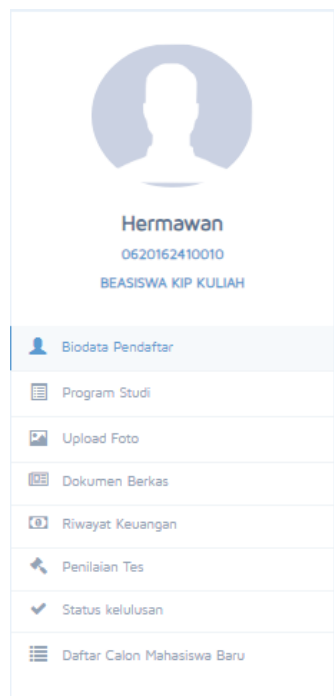 Hermawan
0620162410010
BEASISWA KIP KULIAH
Biodata Pendaftar
Program Studi
Upload Foto
Dokumen Berkas
Riwayat Keuangan
Penilaian Tes
Status kelulusan
Daftar Calon Mahasiswa Baru